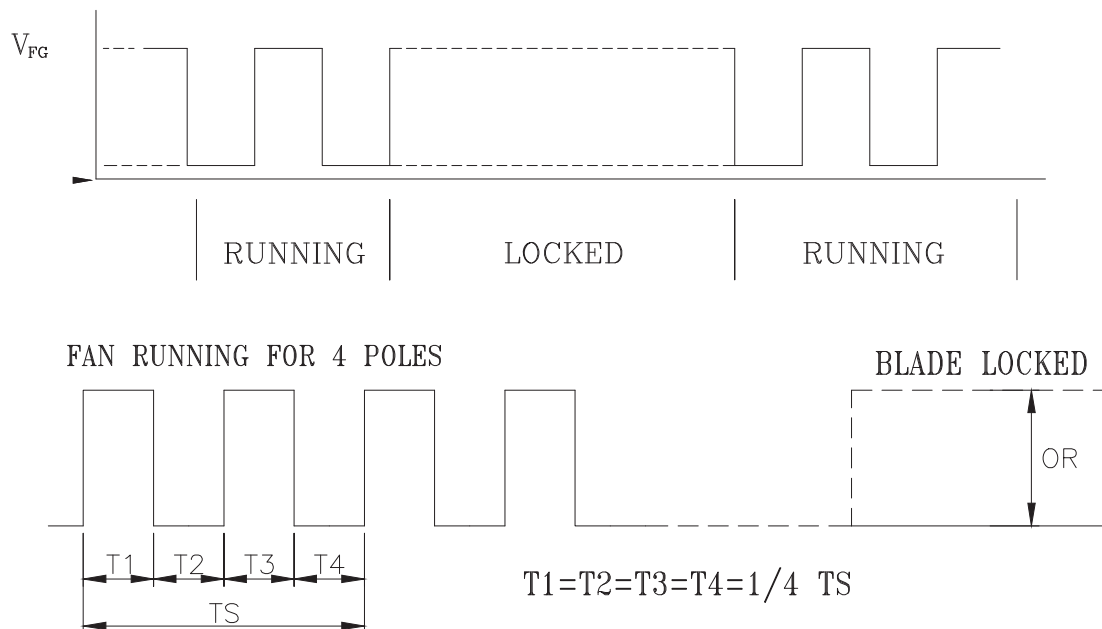 VFG
RUNNING LOCKED RUNNING
FAN RUNNING FOR 4 POLES
BLADE LOCKED
OR
T1 T2 T3 T4
T1=T2=T3=T4=1/4 TS
TS